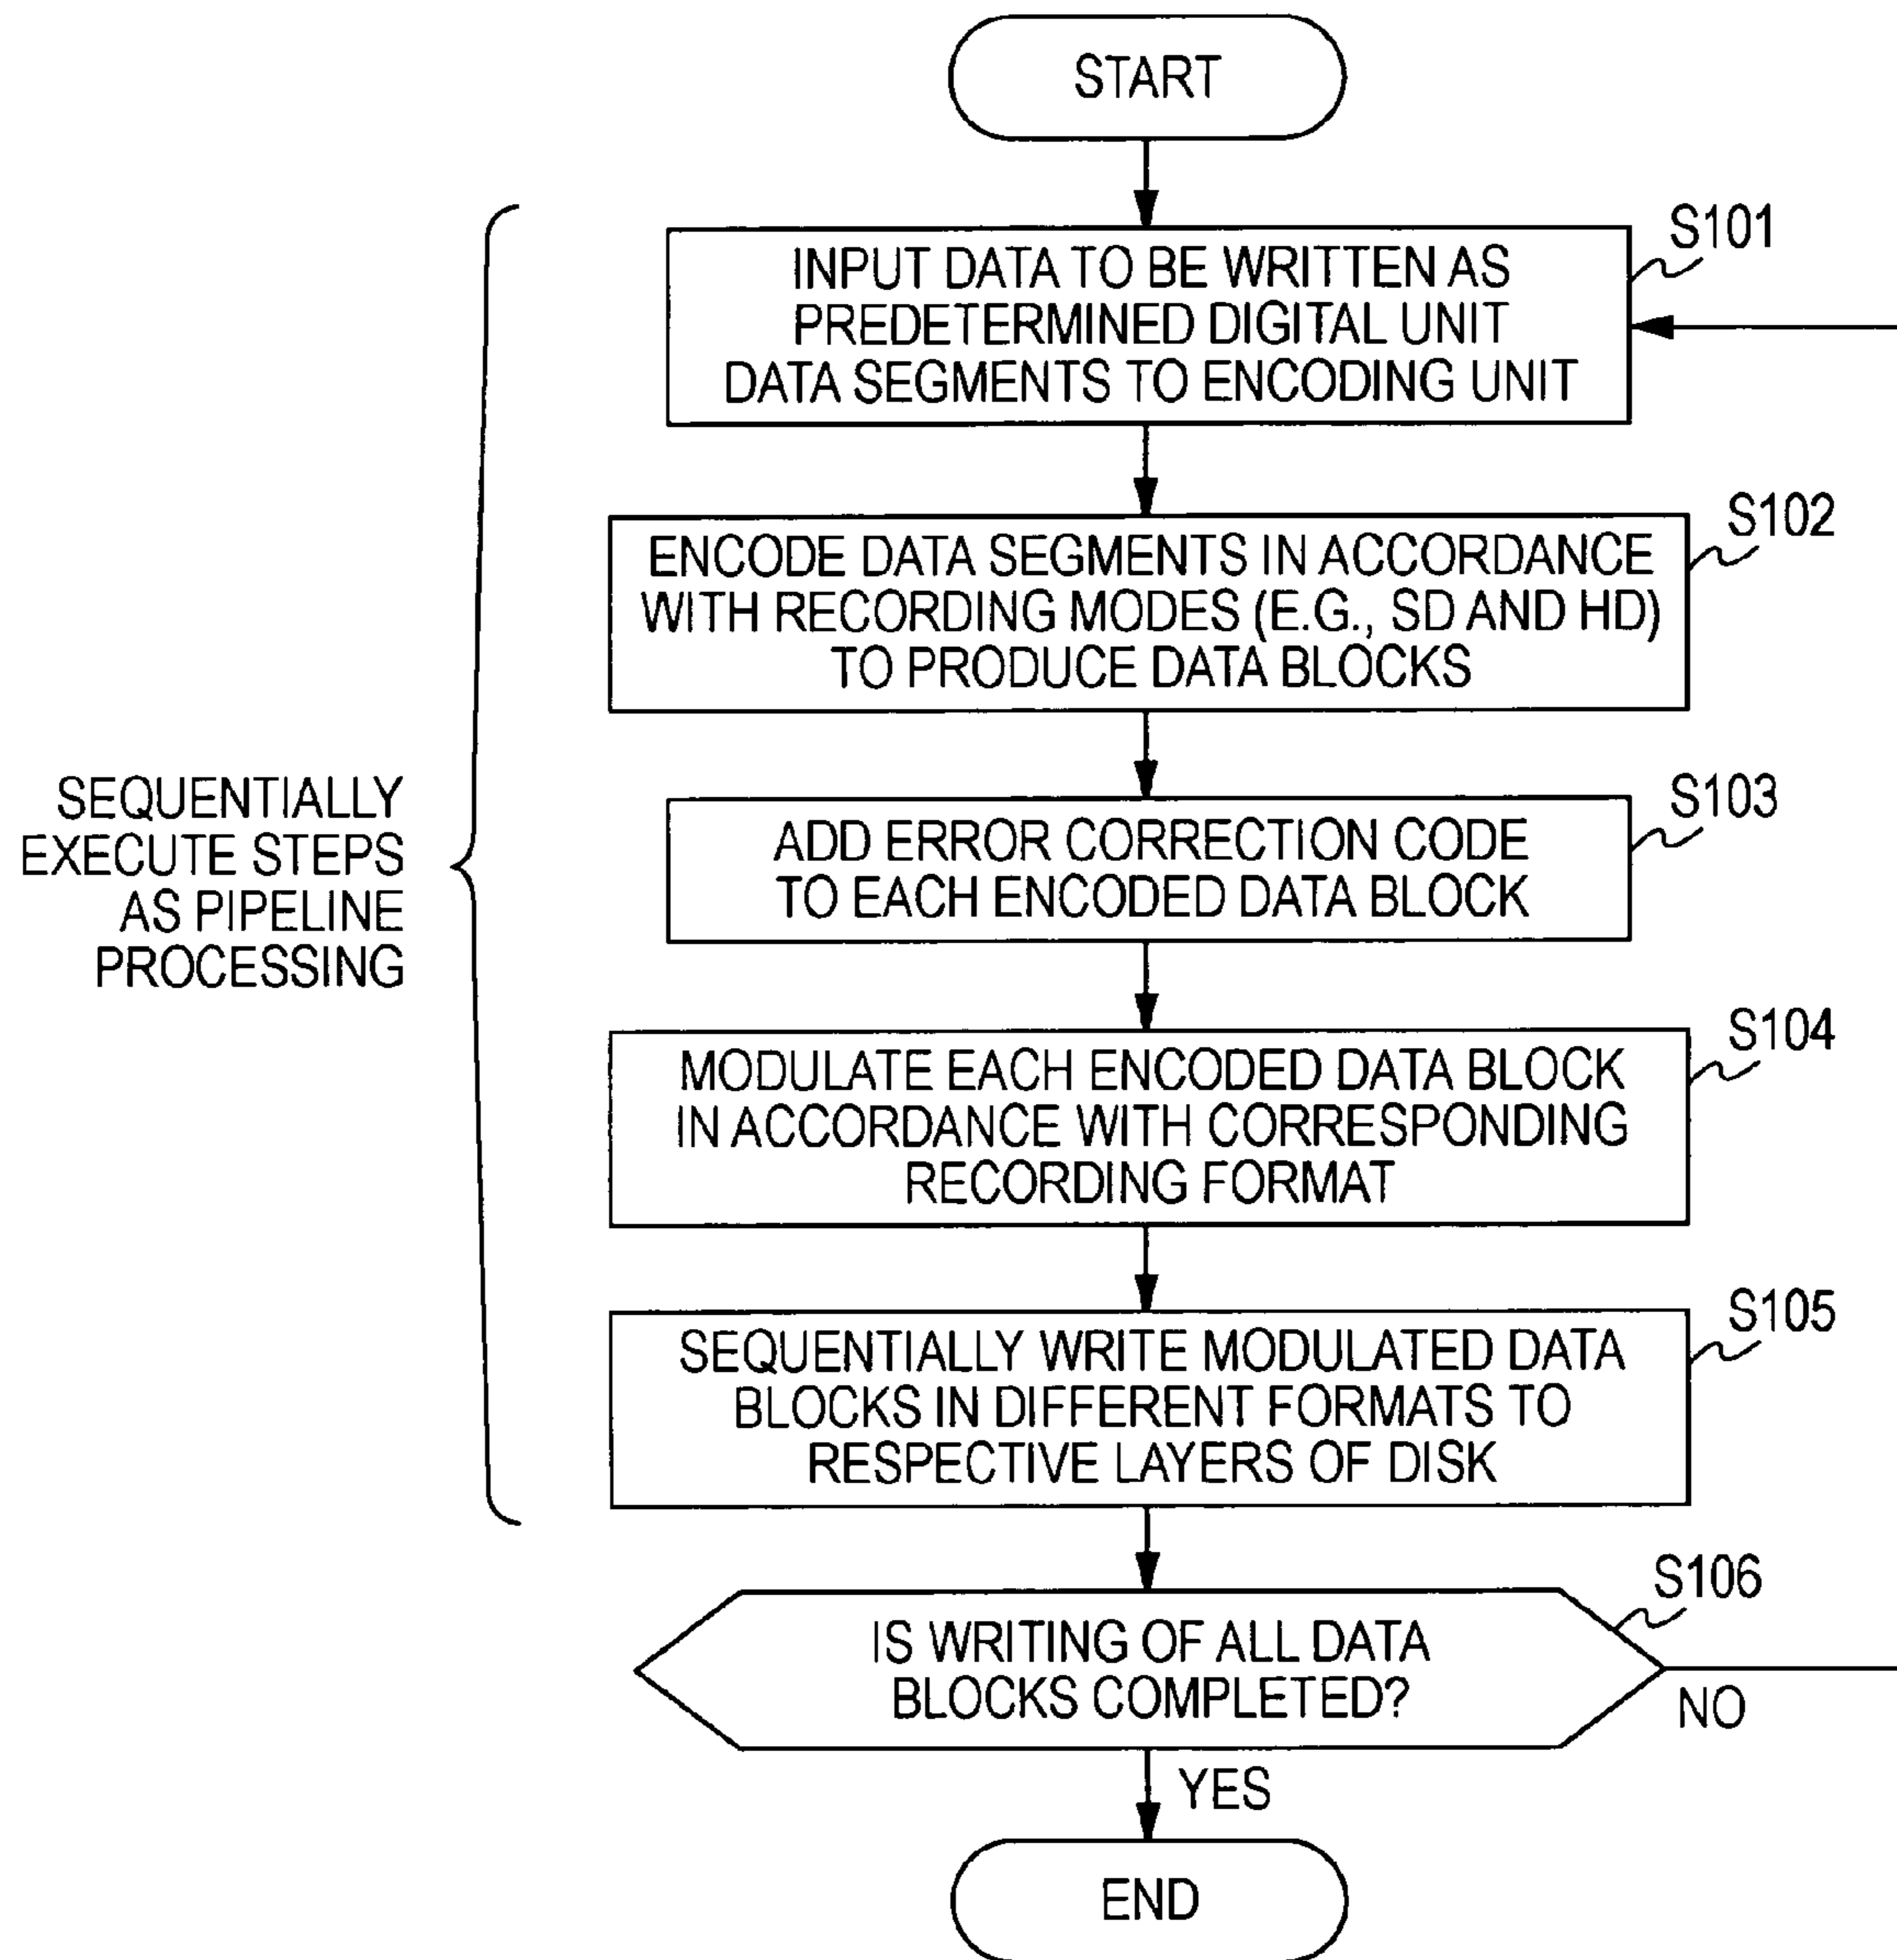 START
S101
INPUT DATA TO BE WRITTEN AS
PREDETERMINED DIGITAL UNIT
DATA SEGMENTS TO ENCODING UNIT
S102
ENCODE DATA SEGMENTS IN ACCORDANCE
WITH RECORDING MODES (E.G., SD AND HD)
TO PRODUCE DATA BLOCKS
SEQUENTIALLY
EXECUTE STEPS
AS PIPELINE
PROCESSING
S103
ADD ERROR CORRECTION CODE
TO EACH ENCODED DATA BLOCK
S104
MODULATE EACH ENCODED DATA BLOCK
IN ACCORDANCE WITH CORRESPONDING
RECORDING FORMAT
S105
SEQUENTIALLY WRITE MODULATED DATA
BLOCKS IN DIFFERENT FORMATS TO
RESPECTIVE LAYERS OF DISK
S106
IS WRITING OF ALL DATA
BLOCKS COMPLETED?
NO
YES
END